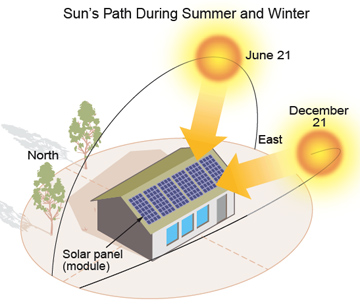 Sun's Path During Summer and Winter
June 21
December
21
East
North
Solar panel
(module)